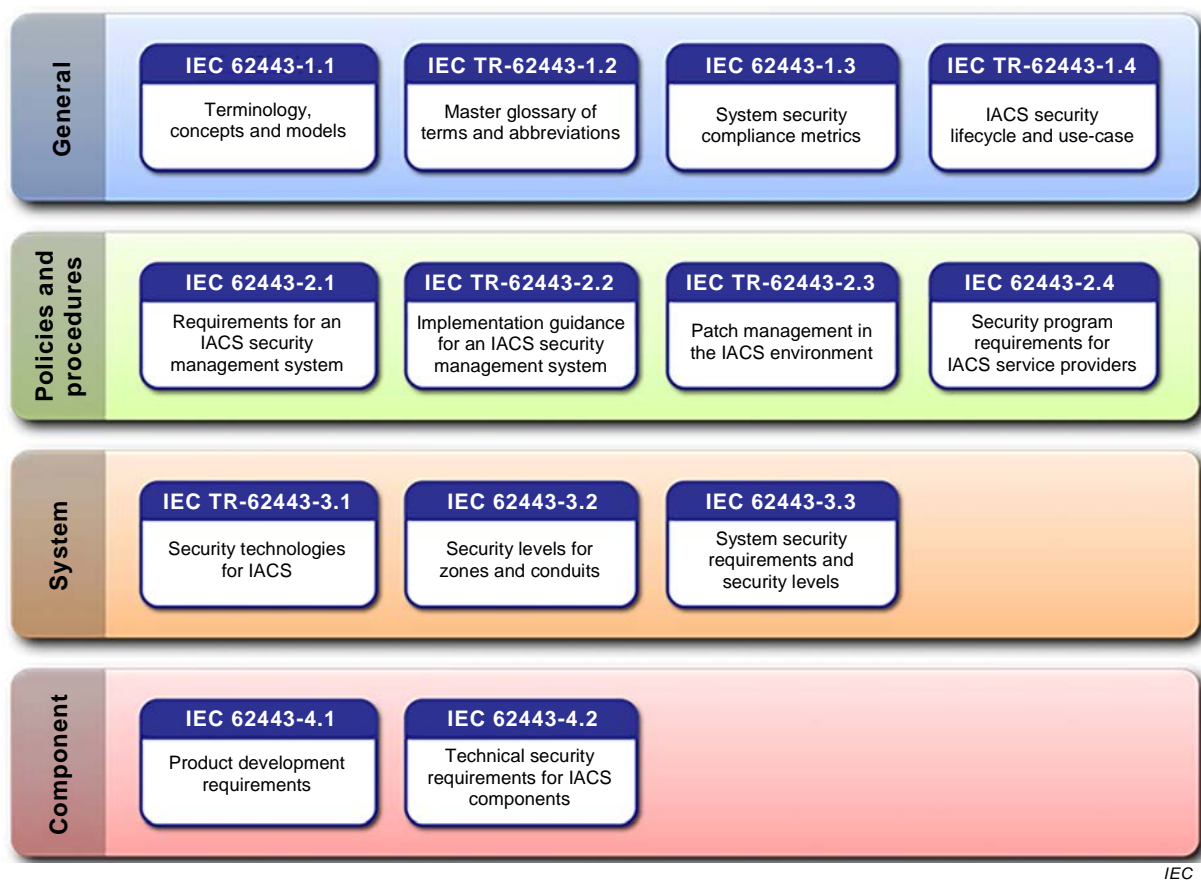 General
IEC 62443-1.1
Terminology,
concepts and models
IEC TR-62443-1.2
Master glossary of
terms and abbreviations
IEC 62443-1.3
System security
compliance metrics
IEC TR-62443-1.4
IACS security
lifecycle and use-case
Policies and
procedures
IEC 62443-2.1
Requirements for an
IACS security
management system
IEC TR-62443-2.2
Implementation guidance
for an IACS security
management system
IEC TR-62443-2.3
Patch management in
the IACS environment
IEC 62443-2.4
Security program
requirements for
IACS service providers
System
IEC TR-62443-3.1
Security technologies
for IACS
IEC 62443-3.2
Security levels for
zones and conduits
IEC 62443-3.3
System security
requirements and
security levels
Component
IEC 62443-4.1
Product development
requirements
IEC 62443-4.2
Technical security
requirements for IACS
components
IEC